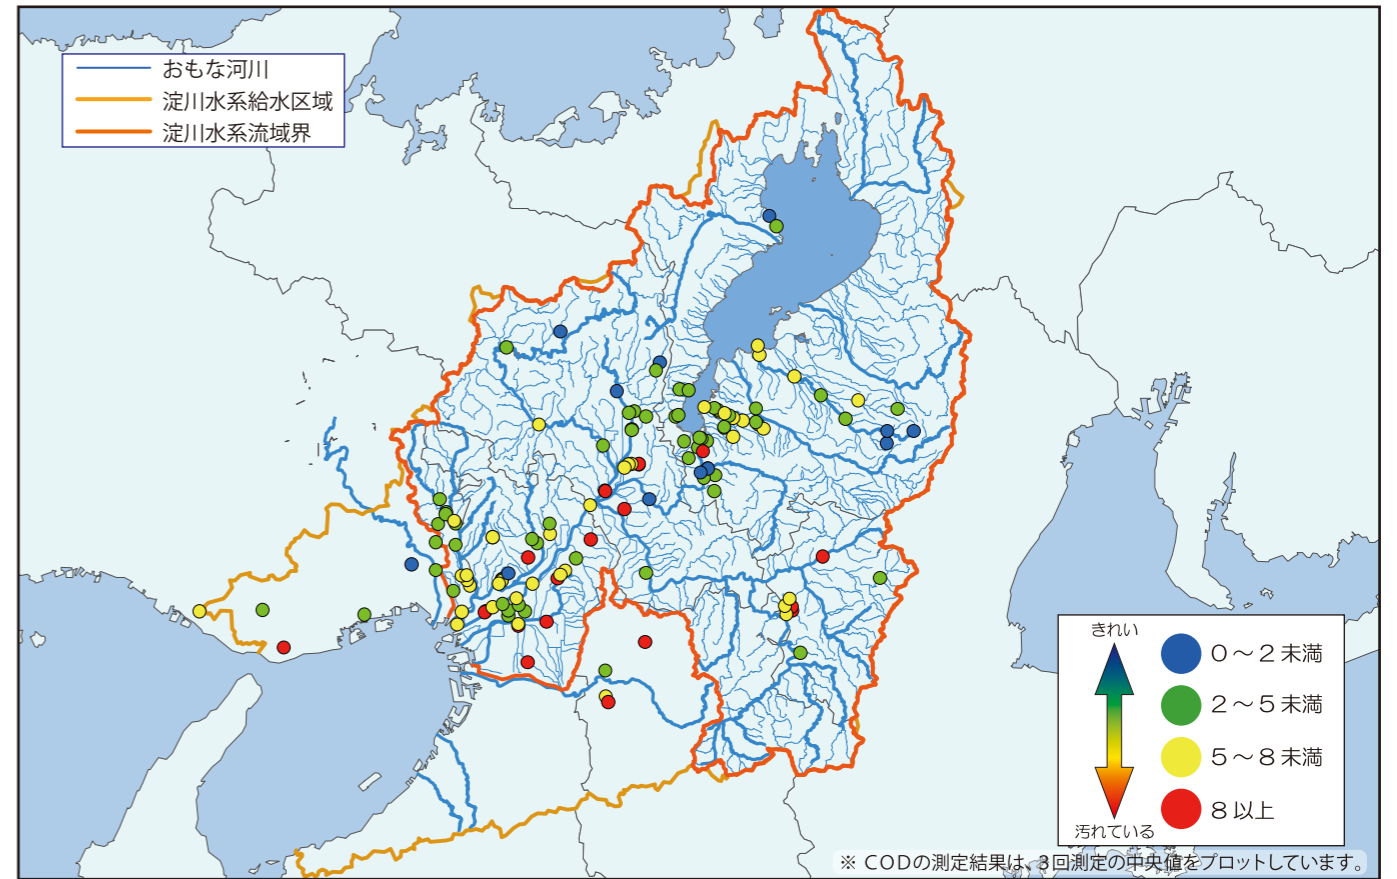 おもな河川
淀川水系給水区域
淀川水系流域界
きれい
０～２未満
２～５未満
５～８未満
８以上
汚れている
※ CODの測定結果は、3回測定の中央値をプロットしています。